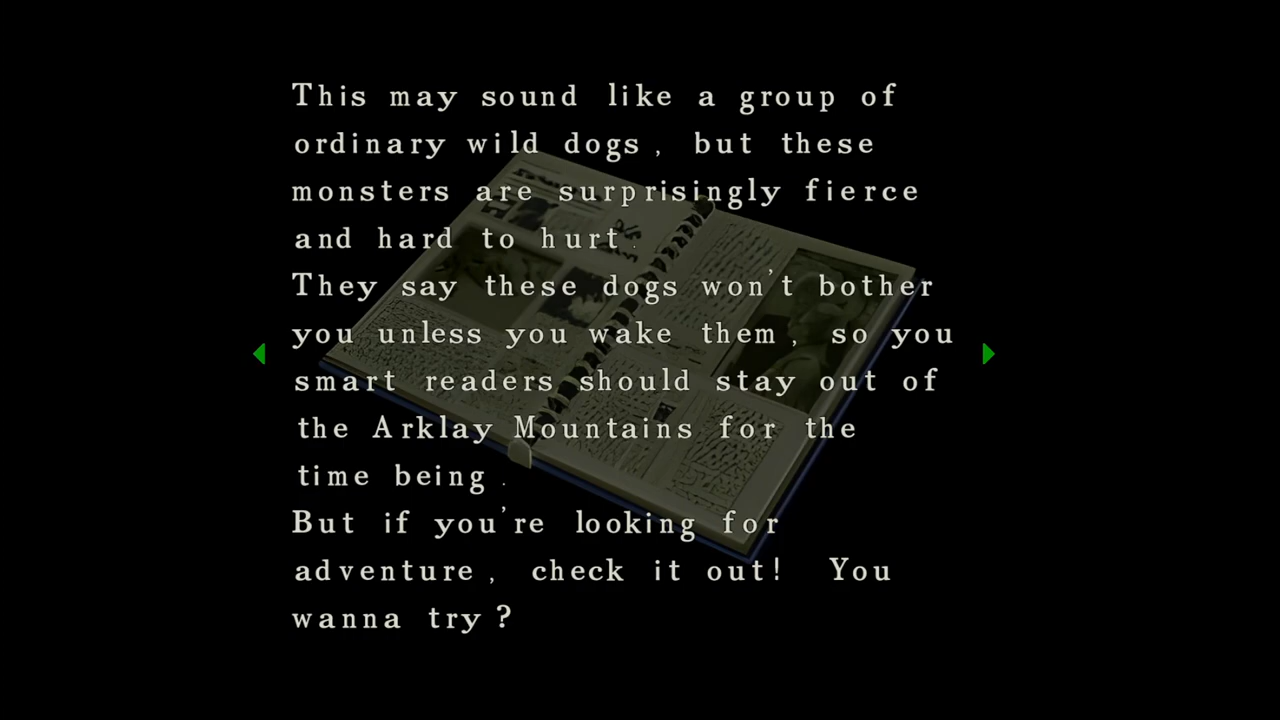 This may sound like a group of
ordinary wild dogs, but these
monsters are surprisingly fierce
and hard to hurt.
They say these dogs won't bother
you unless you wake them, so you
smart readers should stay out of
the Arklay Mountains for the
time being.
But if you're looking for
adventure, check it out! You
wanna try?